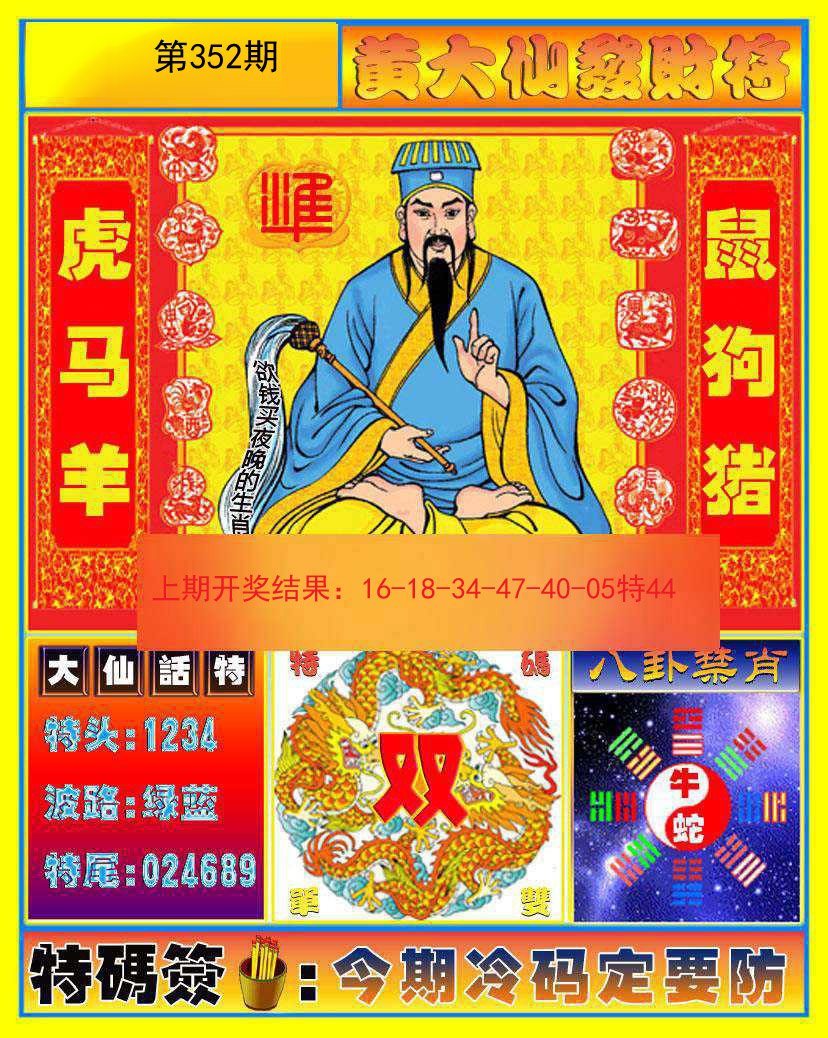 第352期
黄大仙發財符
虎马羊
鼠狗猪
欲钱买夜晚的生肖
上期开奖结果：16-18-34-47-40-05特44
大仙話特
特头:1234
波路:绿蓝
特尾:024689
特 碼
双
單 雙
八卦禁肖
牛
蛇
特碼簽:今期冷码定要防